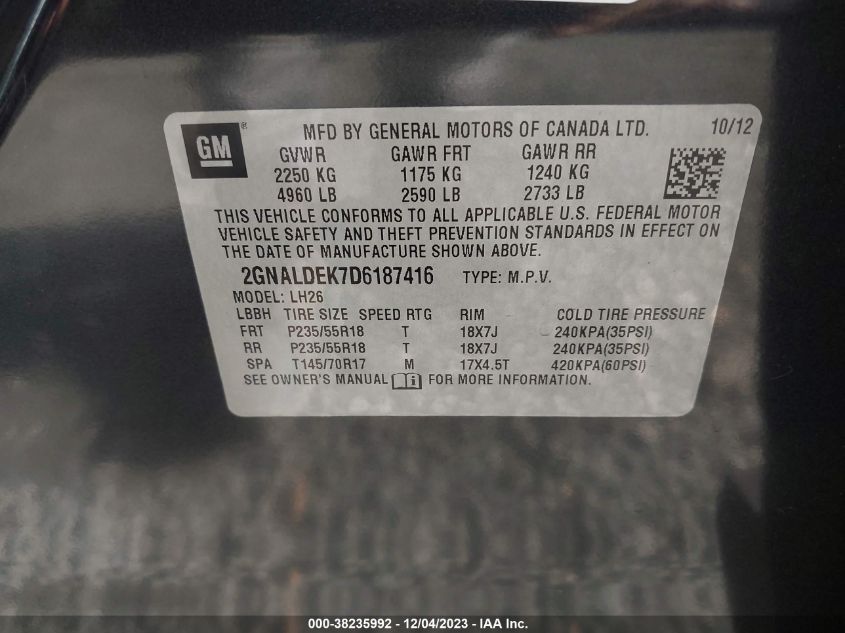 GM ® MFD BY GENERAL MOTORS OF CANADA LTD. 10/12
GVWR GAWR FRT GAWR RR
2250 KG 1175 KG 1240 KG
4960 LB 2590 LB 2733 LB
THIS VEHICLE CONFORMS TO ALL APPLICABLE U.S. FEDERAL MOTOR
VEHICLE SAFETY AND THEFT PREVENTION STANDARDS IN EFFECT ON
THE DATE OF MANUFACTURE SHOWN ABOVE.
2GNALDEK7D6187416 TYPE: M.P.V.
MODEL: LH26
LBBH TIRE SIZE SPEED RTG RIM COLD TIRE PRESSURE
FRT P235/55R18 T 18X7J 240KPA(35PSI)
RR P235/55R18 T 18X7J 240KPA(35PSI)
SPA T145/70R17 M 17X4.5T 420KPA(60PSI)
SEE OWNER'S MANUAL i FOR MORE INFORMATION.
000-38235992 - 12/04/2023 - IAA Inc.